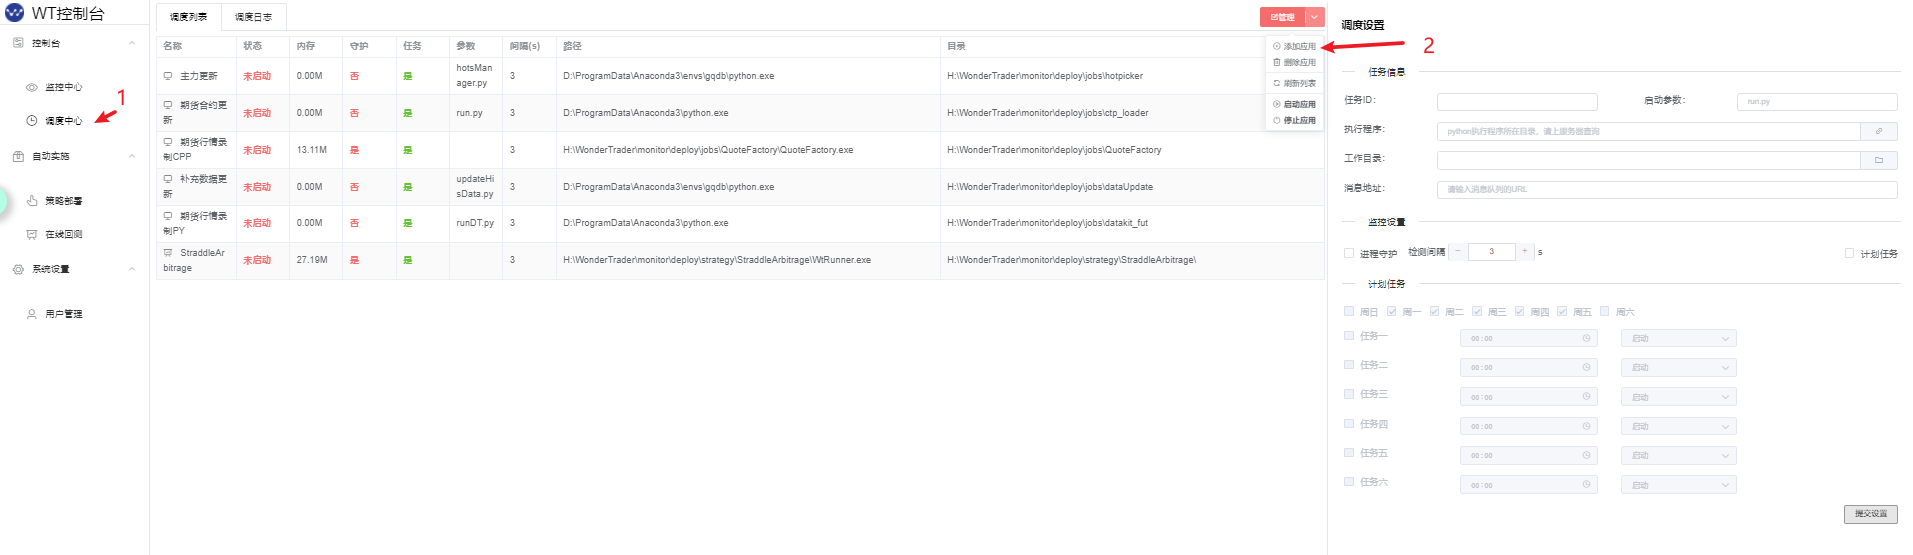 WT控制台
控制台
监控中心
1
调度中心
自动实施
策略部署
在线回测
系统设置
用户管理
调度列表
调度日志
管理
添加应用
2
删除应用
刷新列表
启动应用
停止应用
名称 状态 内存 守护 任务 参数 间隔(s) 路径 目录
主力更新 未启动 0.00M 否 是 hotsMan
ager.py 3 D:\ProgramData\Anaconda3\envs\gqdb\python.exe H:\WonderTrader\monitor\deploy\jobs\hotpicker
期货合约更
新 未启动 0.00M 否 是 run.py 3 D:\ProgramData\Anaconda3\python.exe H:\WonderTrader\monitor\deploy\jobs\ctp_loader
期货行情录
制CPP 未启动 13.11M 是 是 3 H:\WonderTrader\monitor\deploy\jobs\QuoteFactory\QuoteFactory.exe H:\WonderTrader\monitor\deploy\jobs\QuoteFactory
补充数据更
新 未启动 0.00M 否 是 updateHi
sData.py 3 D:\ProgramData\Anaconda3\envs\gqdb\python.exe H:\WonderTrader\monitor\deploy\jobs\dataUpdate
期货行情录
制PY 未启动 0.00M 否 是 runDT.py 3 D:\ProgramData\Anaconda3\python.exe H:\WonderTrader\monitor\deploy\jobs\datakit_fut
StraddleAr
bitrage 未启动 27.19M 是 是 3 H:\WonderTrader\monitor\deploy\strategy\StraddleArbitrage\WtRunner.exe H:\WonderTrader\monitor\deploy\strategy\StraddleArbitrage\
调度设置
任务信息
任务ID: 启动参数: run.py
执行程序: python执行程序所在目录，请上服务器查询
工作目录:
消息地址: 请输入消息队列的URL
监控设置
进程守护 检测间隔 − 3 + s 计划任务
计划任务
周日 周一 周二 周三 周四 周五 周六
任务一 00:00 启动
任务二 00:00 启动
任务三 00:00 启动
任务四 00:00 启动
任务五 00:00 启动
任务六 00:00 启动
提交设置